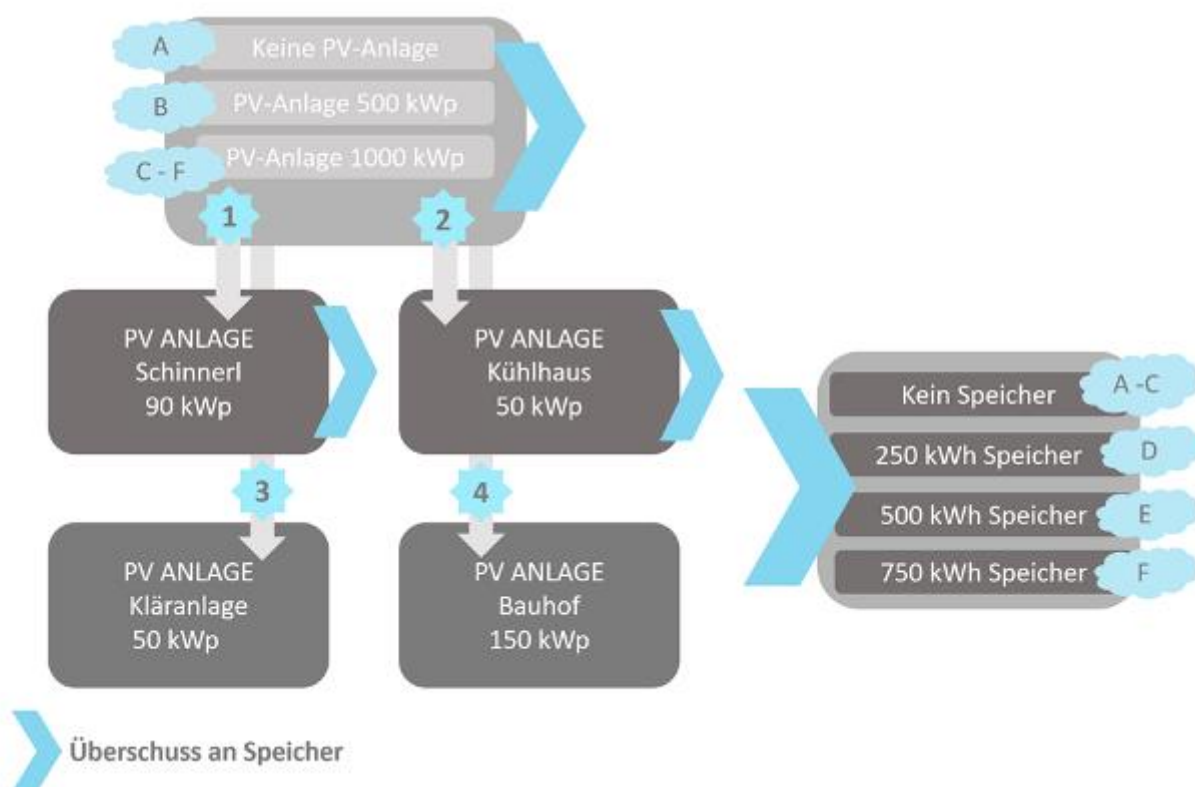 A
Keine PV-Anlage
B
PV-Anlage 500 kWp
C - F
PV-Anlage 1000 kWp
1
2
PV ANLAGE
Schinnerl
90 kWp
PV ANLAGE
Kühlhaus
50 kWp
Kein Speicher
A -C
250 kWh Speicher
D
500 kWh Speicher
E
750 kWh Speicher
F
3
4
PV ANLAGE
Kläranlage
50 kWp
PV ANLAGE
Bauhof
150 kWp
Überschuss an Speicher